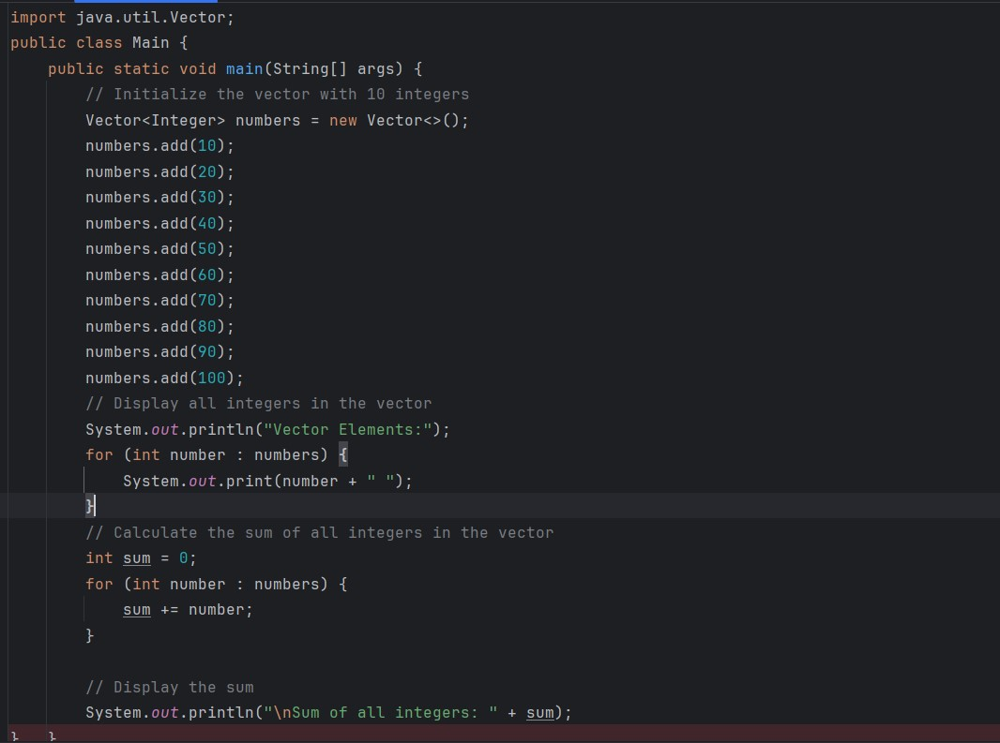 import java.util.Vector;
public class Main {
    public static void main(String[] args) {
        // Initialize the vector with 10 integers
        Vector<Integer> numbers = new Vector<>();
        numbers.add(10);
        numbers.add(20);
        numbers.add(30);
        numbers.add(40);
        numbers.add(50);
        numbers.add(60);
        numbers.add(70);
        numbers.add(80);
        numbers.add(90);
        numbers.add(100);
        // Display all integers in the vector
        System.out.println("Vector Elements:");
        for (int number : numbers) {
            System.out.print(number + " ");
        }
        // Calculate the sum of all integers in the vector
        int sum = 0;
        for (int number : numbers) {
            sum += number;
        }

        // Display the sum
        System.out.println("\nSum of all integers: " + sum);
}   }